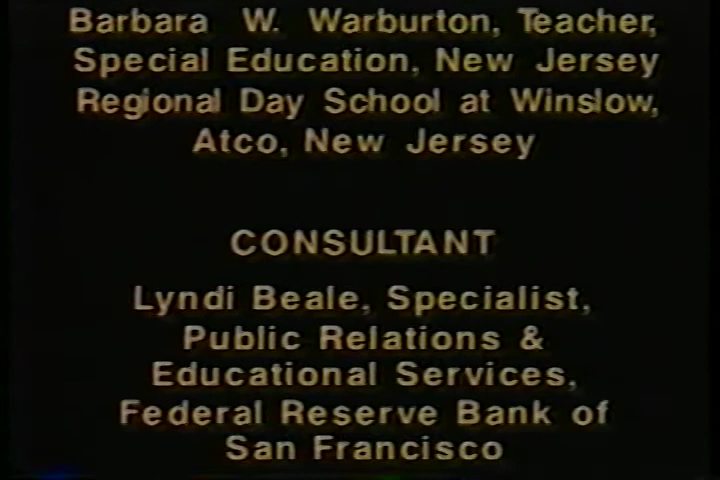 Barbara W. Warburton, Teacher,
Special Education, New Jersey
Regional Day School at Winslow,
Atco, New Jersey
CONSULTANT
Lyndi Beale, Specialist,
Public Relations &
Educational Services,
Federal Reserve Bank of
San Francisco